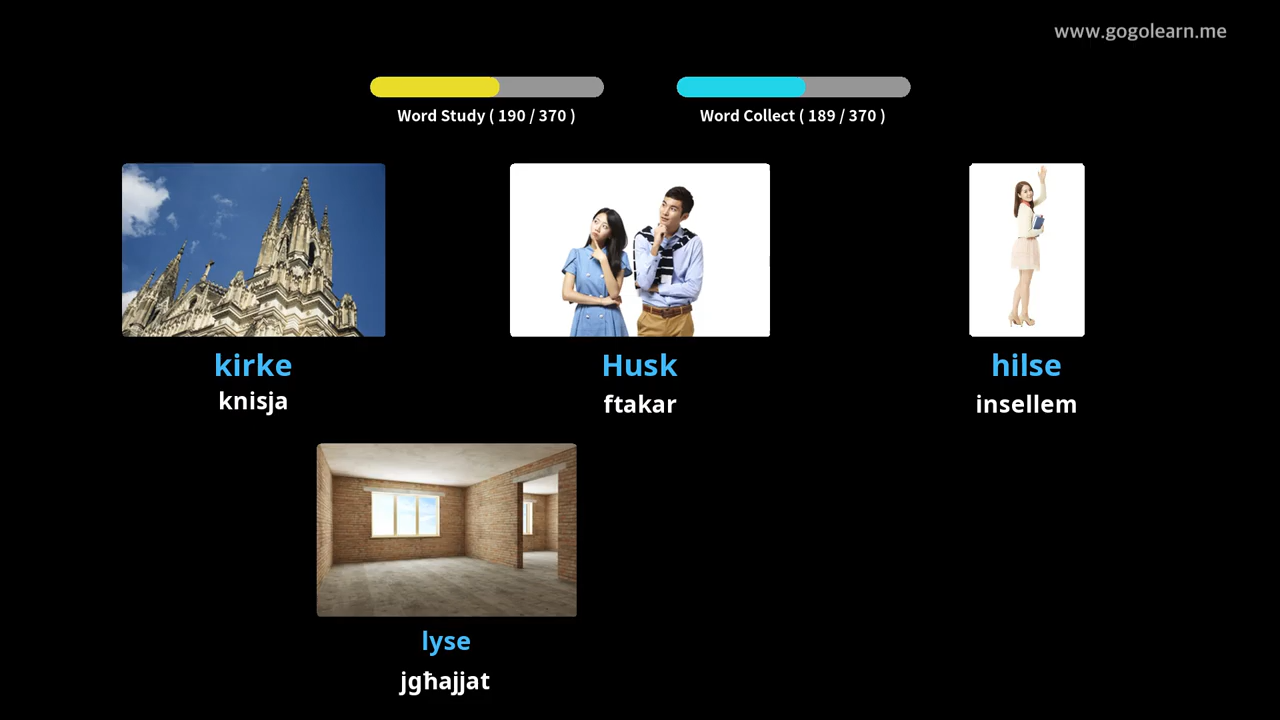 www.gogolearn.me
Word Study ( 190 / 370 )
Word Collect ( 189 / 370 )
kirke
knisja
Husk
ftakar
hilse
insellem
lyse
jgħajjat